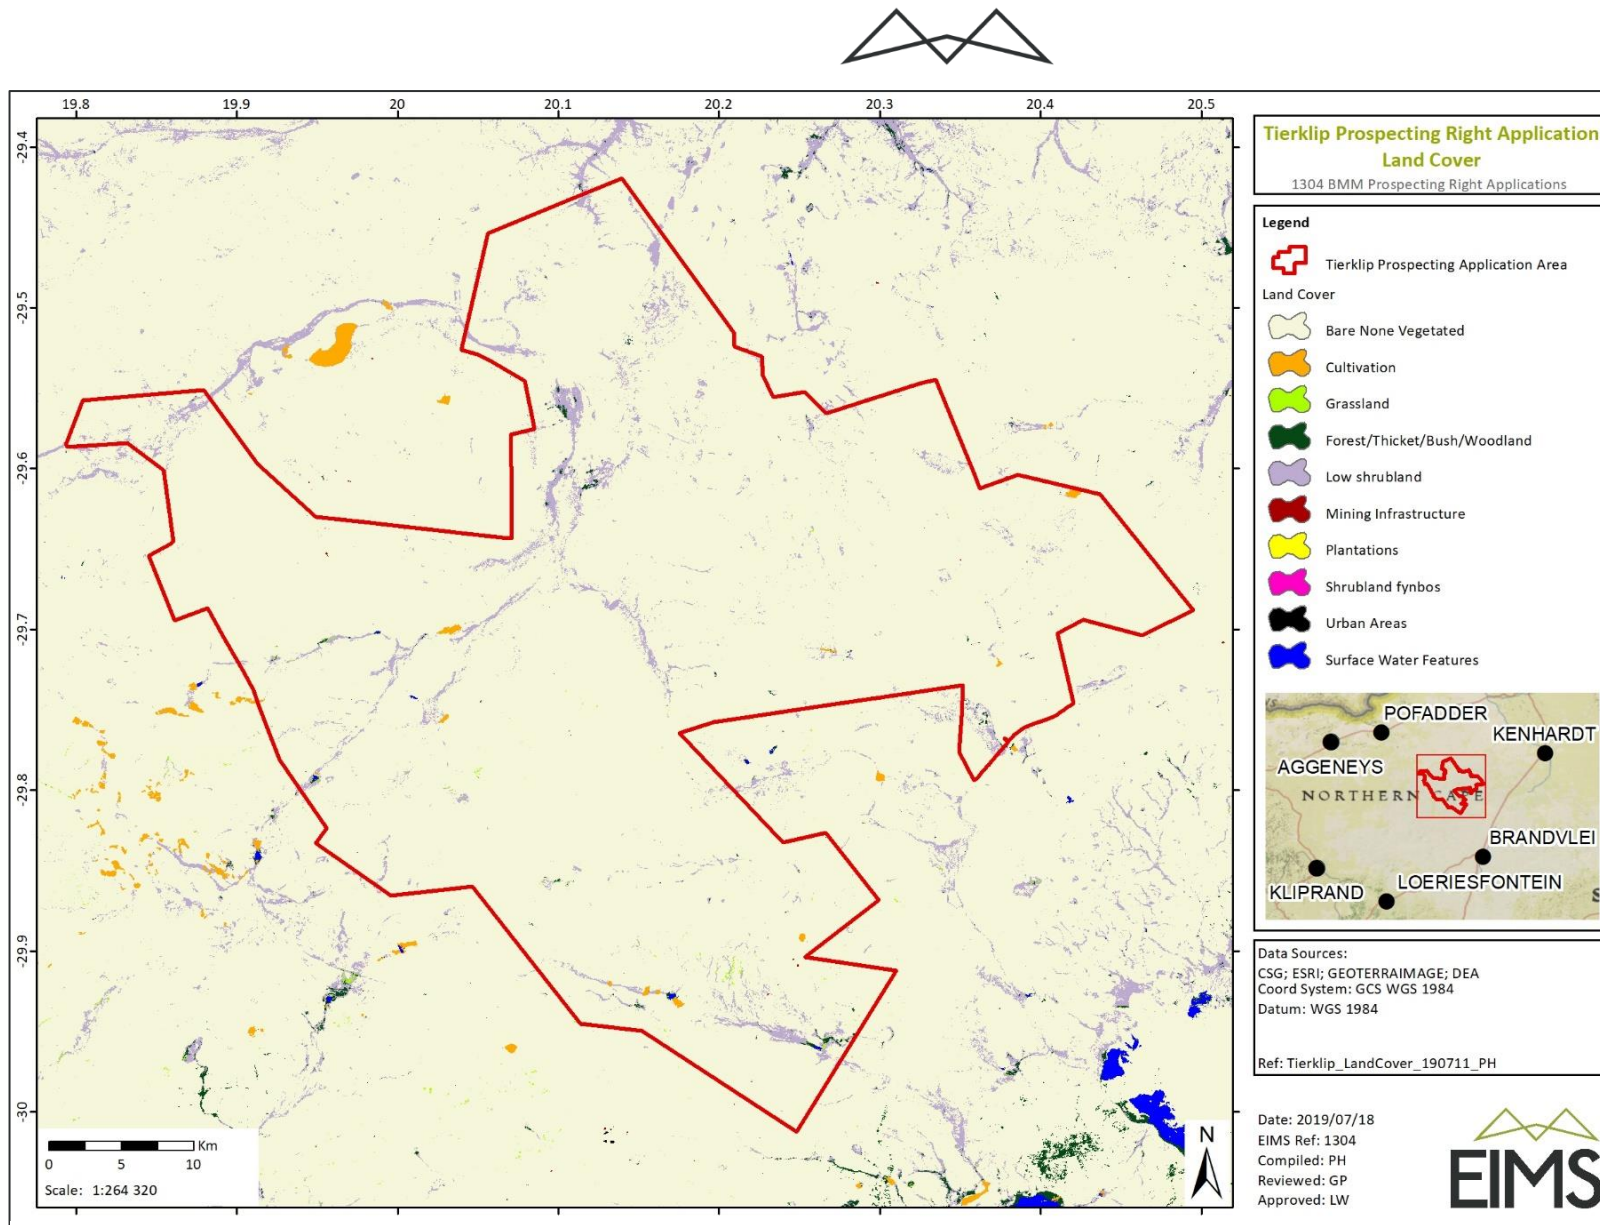 19.8 19.9 20 20.1 20.2 20.3 20.4 20.5
-29.4
-29.5
-29.6
-29.7
-29.8
-29.9
-30
Km
0 5 10
Scale: 1:264 320
N
Tierklip Prospecting Right Application
Land Cover
1304 BMM Prospecting Right Applications
Legend
Tierklip Prospecting Application Area
Land Cover
Bare None Vegetated
Cultivation
Grassland
Forest/Thicket/Bush/Woodland
Low shrubland
Mining Infrastructure
Plantations
Shrubland fynbos
Urban Areas
Surface Water Features
POFADDER
KENHARDT
AGGENEYS
NORTHERN CAPE
BRANDVLEI
LOERIESFONTEIN
KLIPRAND
S
Data Sources:
CSG; ESRI; GEOTERRAIMAGE; DEA
Coord System: GCS WGS 1984
Datum: WGS 1984
Ref: Tierklip_LandCover_190711_PH
Date: 2019/07/18
EIMS Ref: 1304
Compiled: PH
Reviewed: GP
Approved: LW
EIMS